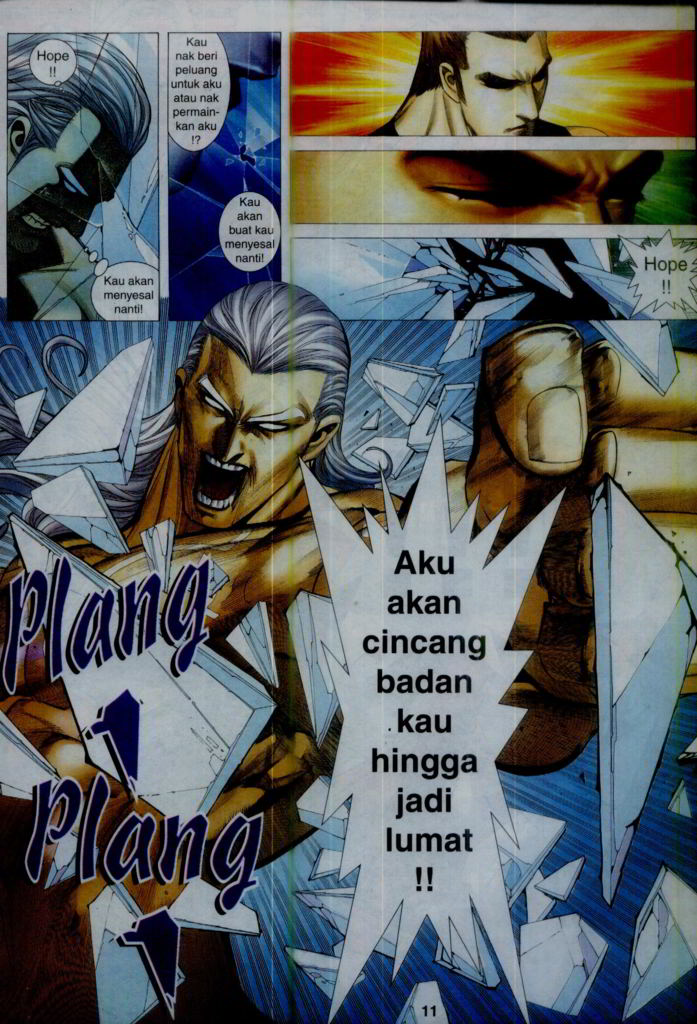 Hope
!!
Kau akan
menyesal
nanti!
Kau
nak beri
peluang
untuk aku
atau nak
permain-
kan aku
!?
Kau
akan
buat kau
menyesal
nanti!
Hope
!!
Aku
akan
cincang
badan
kau
hingga
jadi
lumat
!!
Plang
!
Plang
!
11